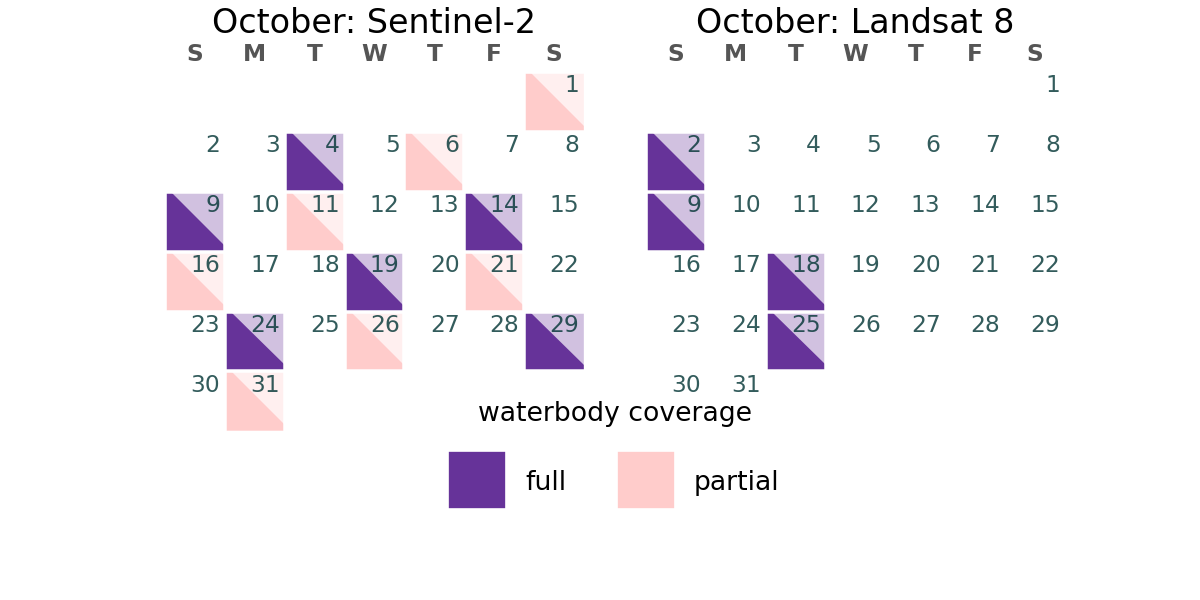 October: Sentinel-2
S M T W T F S
1
2 3 4 5 6 7 8
9 10 11 12 13 14 15
16 17 18 19 20 21 22
23 24 25 26 27 28 29
30 31
October: Landsat 8
S M T W T F S
1
2 3 4 5 6 7 8
9 10 11 12 13 14 15
16 17 18 19 20 21 22
23 24 25 26 27 28 29
30 31
waterbody coverage
full partial